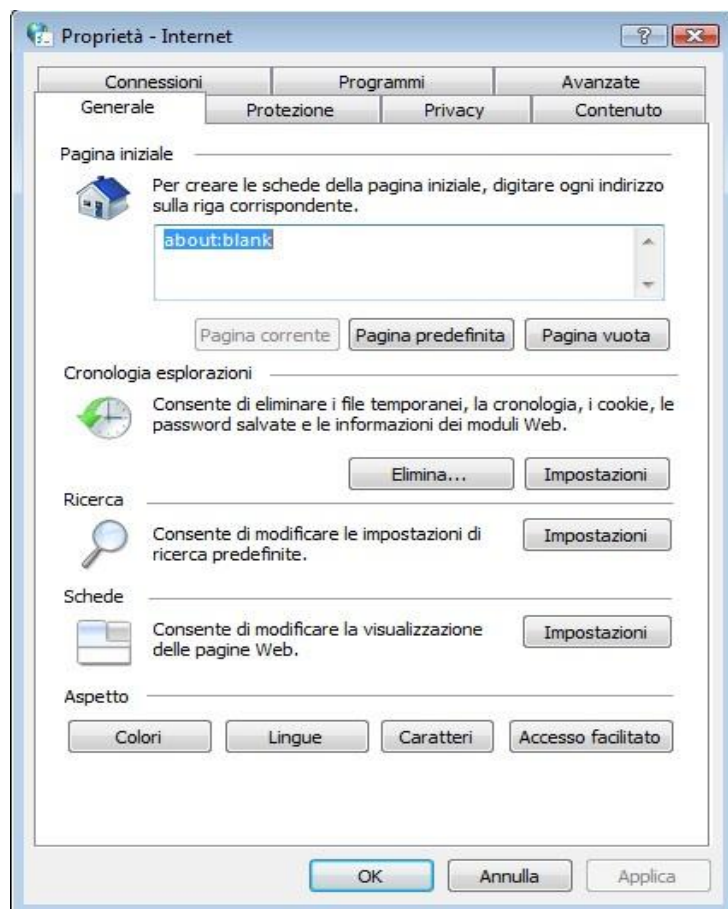 Proprietà - Internet
Connessioni Programmi Avanzate
Generale Protezione Privacy Contenuto
Pagina iniziale
Per creare le schede della pagina iniziale, digitare ogni indirizzo
sulla riga corrispondente.
about:blank
Pagina corrente Pagina predefinita Pagina vuota
Cronologia esplorazioni
Consente di eliminare i file temporanei, la cronologia, i cookie, le
password salvate e le informazioni dei moduli Web.
Elimina... Impostazioni
Ricerca
Consente di modificare le impostazioni di
ricerca predefinite.
Impostazioni
Schede
Consente di modificare la visualizzazione
delle pagine Web.
Impostazioni
Aspetto
Colori Lingue Caratteri Accesso facilitato
OK Annulla Applica